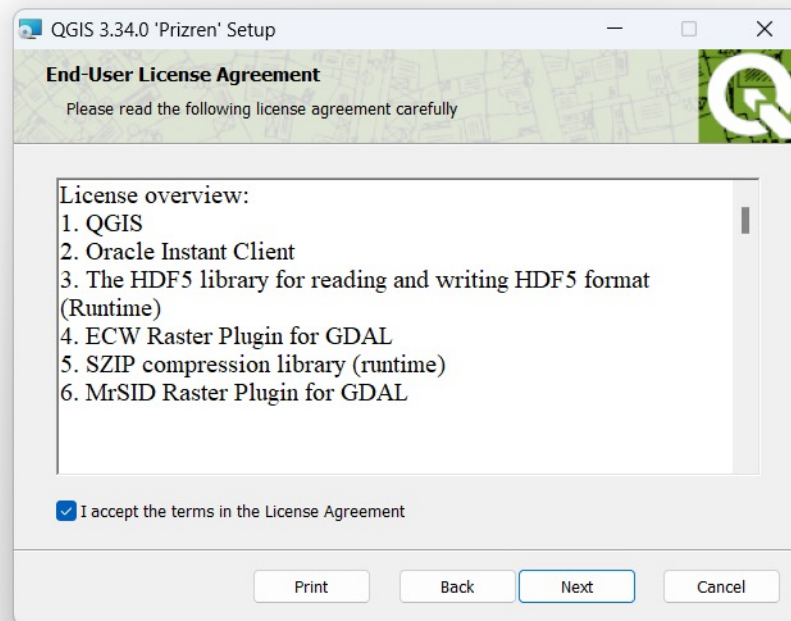 QGIS 3.34.0 'Prizren' Setup
End-User License Agreement
Please read the following license agreement carefully
License overview:
1. QGIS
2. Oracle Instant Client
3. The HDF5 library for reading and writing HDF5 format
(Runtime)
4. ECW Raster Plugin for GDAL
5. SZIP compression library (runtime)
6. MrSID Raster Plugin for GDAL
I accept the terms in the License Agreement
Print Back Next Cancel